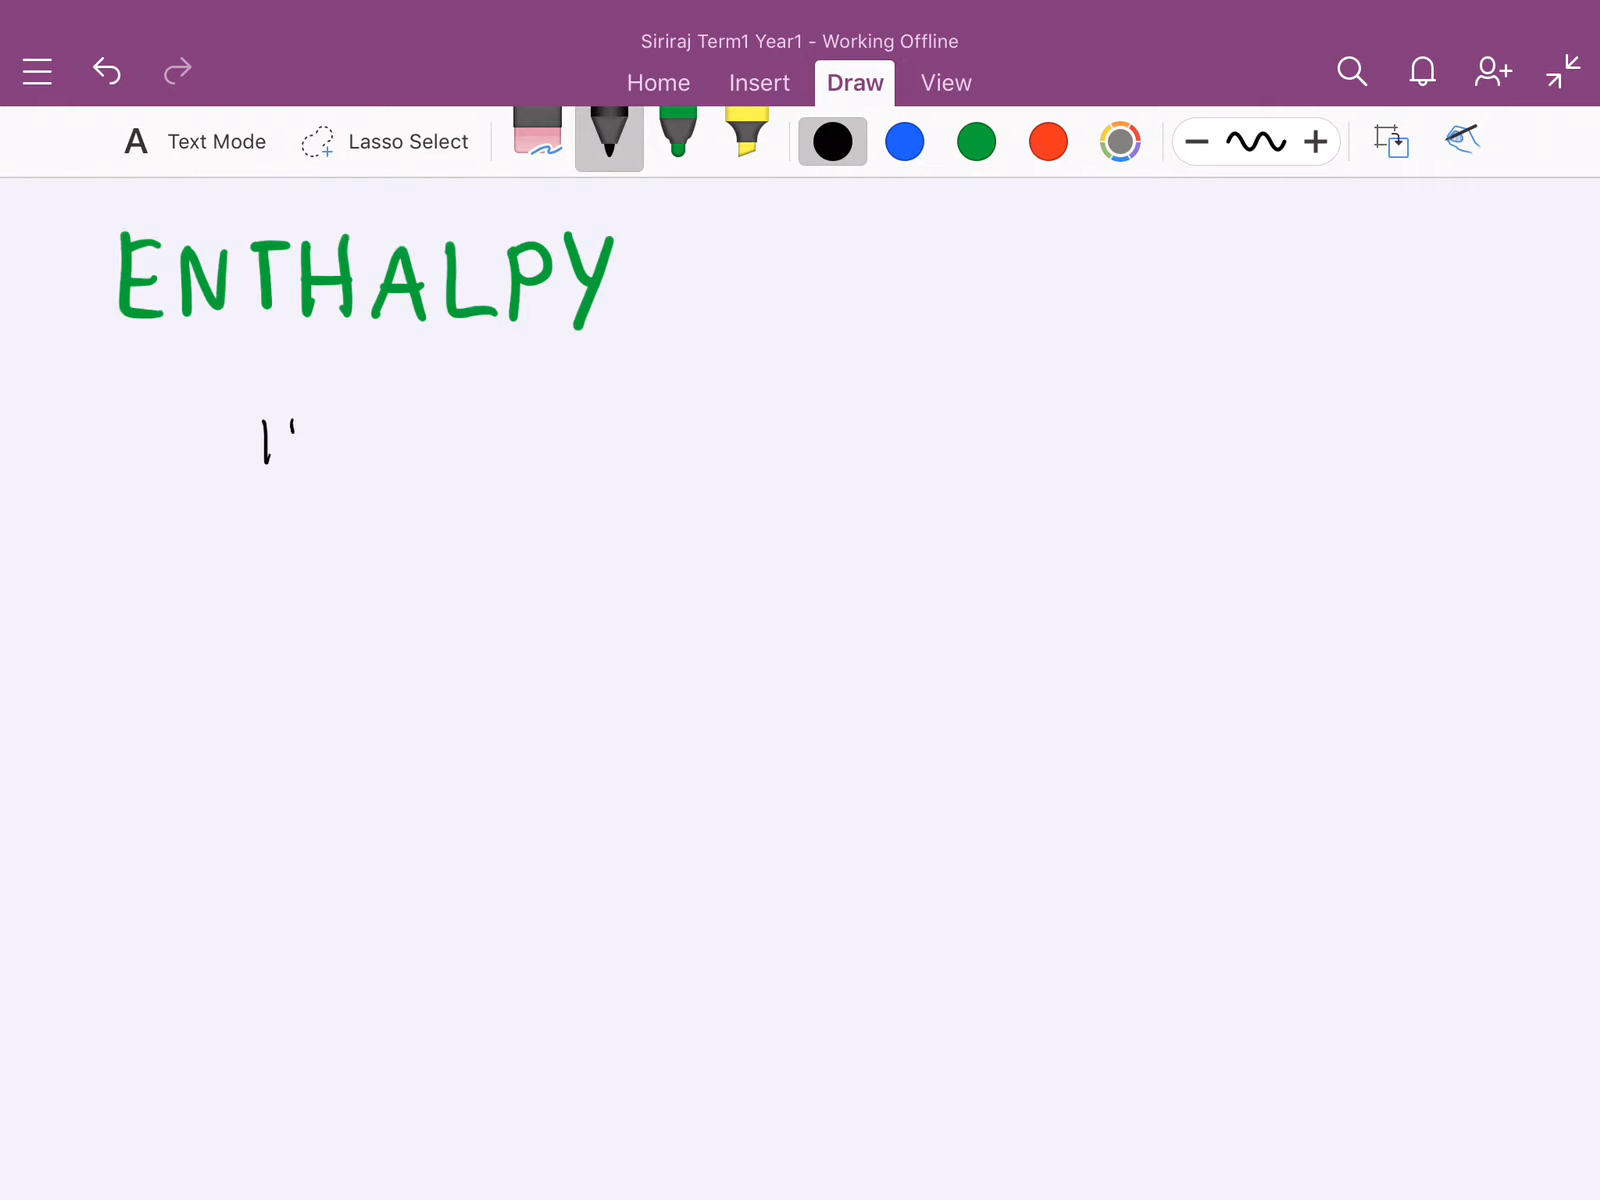 Siriraj Term1 Year1 - Working Offline
Home Insert Draw View
A Text Mode Lasso Select
ENTHALPY